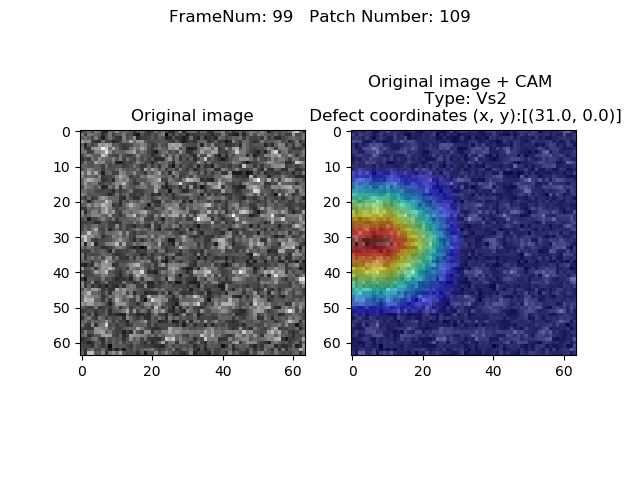 FrameNum: 99   Patch Number: 109
Original image
Original image + CAM
Type: Vs2
Defect coordinates (x, y):[(31.0, 0.0)]
0
10
20
30
40
50
60
0 20 40 60
0
10
20
30
40
50
60
0 20 40 60